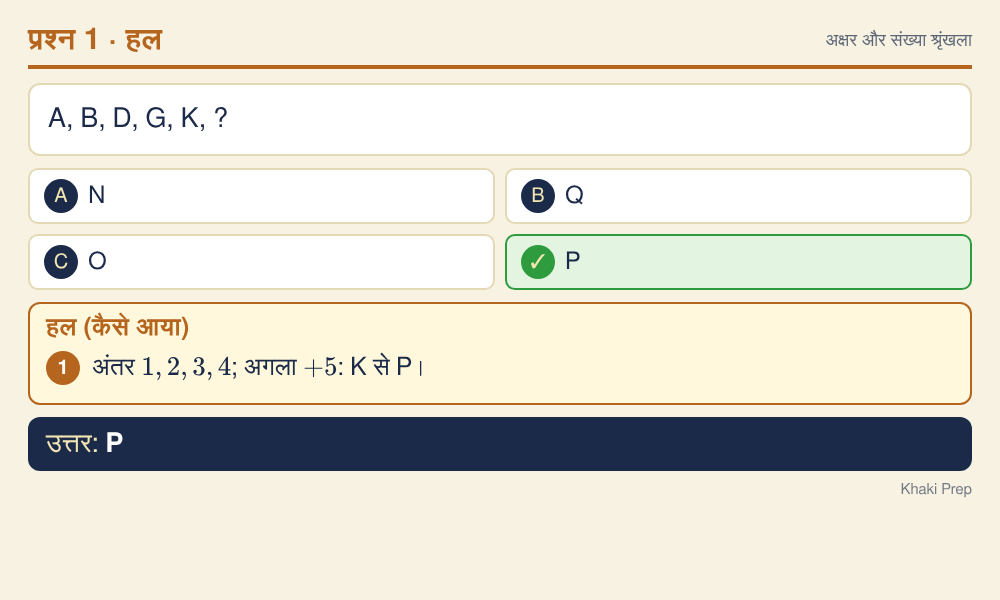 प्रश्न 1 · हल
अक्षर और संख्या श्रृंखला
A, B, D, G, K, ?
A N
B Q
C O
✓ P
हल (कैसे आया)
1 अंतर 1, 2, 3, 4; अगला +5: K से P।
उत्तर: P
Khaki Prep